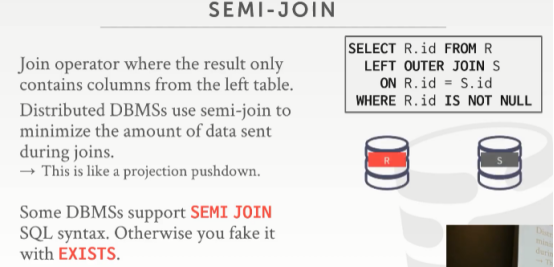 SEMI-JOIN
Join operator where the result only
contains columns from the left table.
Distributed DBMSs use semi-join to
minimize the amount of data sent
during joins.
→ This is like a projection pushdown.
Some DBMSs support SEMI JOIN
SQL syntax. Otherwise you fake it
with EXISTS.
SELECT R.id FROM R
LEFT OUTER JOIN S
ON R.id = S.id
WHERE R.id IS NOT NULL
R
S